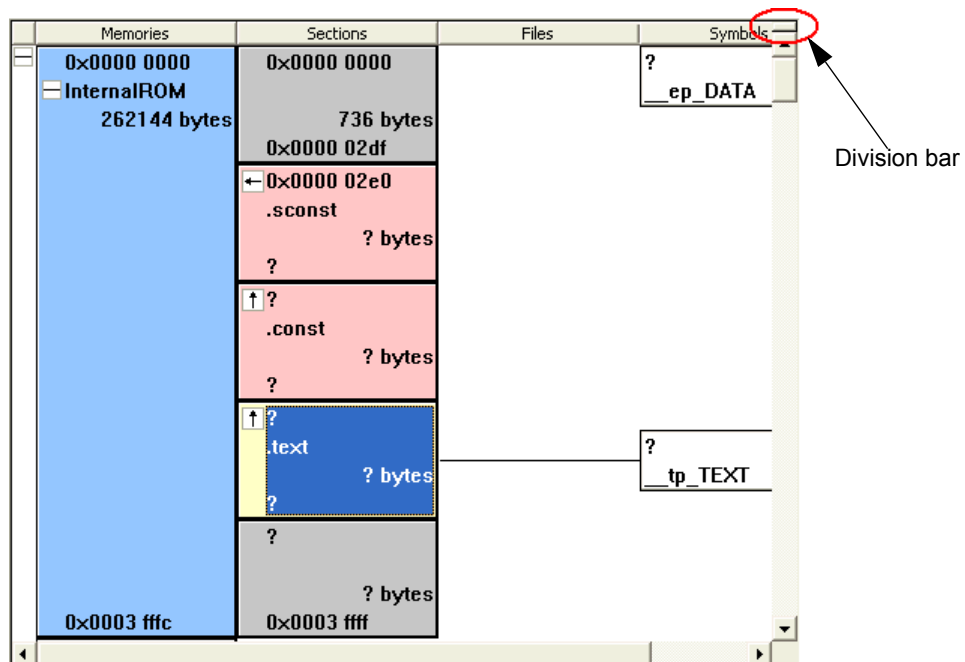 Memories Sections Files Symbols
0x0000 0000
InternalROM
262144 bytes
0x0003 fffc
0x0000 0000
736 bytes
0x0000 02df
0x0000 02e0
.sconst
? bytes
?
?
.const
? bytes
?
?
.text
? bytes
?
?
? bytes
0x0003 ffff
?
__ep_DATA
?
__tp_TEXT
Division bar